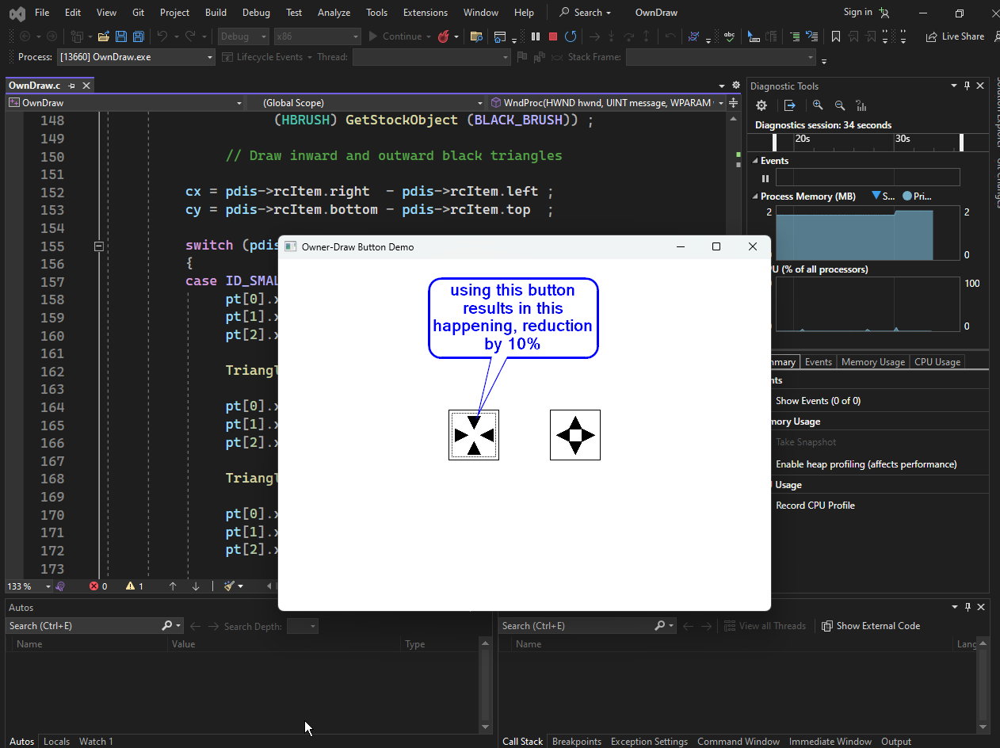 File Edit View Git Project Build Debug Test Analyze Tools Extensions Window Help Search OwnDraw Sign in
Debug x86 Continue abc Live Share
Process: [13660] OwnDraw.exe Lifecycle Events Thread: Stack Frame:
OwnDraw.c
OwnDraw (Global Scope) WndProc(HWND hwnd, UINT message, WPARAM
148 (HBRUSH) GetStockObject (BLACK_BRUSH)) ;
149
150 // Draw inward and outward black triangles
151
152 cx = pdis->rcItem.right - pdis->rcItem.left ;
153 cy = pdis->rcItem.bottom - pdis->rcItem.top ;
154
155 switch (pdis
156 {
157 case ID_SMAL
158 pt[0].x
159 pt[1].x
160 pt[2].x
161
162 Triangl
163
164 pt[0].x
165 pt[1].x
166 pt[2].x
167
168 Triangl
169
170 pt[0].x
171 pt[1].x
172 pt[2].x
173
133 % 0 1
Owner-Draw Button Demo
using this button
results in this
happening, reduction
by 10%
Diagnostic Tools
Diagnostics session: 34 seconds
20s 30s
Events
Process Memory (MB) S... Pri...
2 2
0
U (% of all processors)
100
0
mmary Events Memory Usage CPU Usage
nts
Show Events (0 of 0)
mory Usage
Take Snapshot
Enable heap profiling (affects performance)
Usage
Record CPU Profile
Autos
Search (Ctrl+E) Search Depth:
Name Value Type
Autos Locals Watch 1
Search (Ctrl+E) View all Threads Show External Code
Name Lang
Call Stack Breakpoints Exception Settings Command Window Immediate Window Output